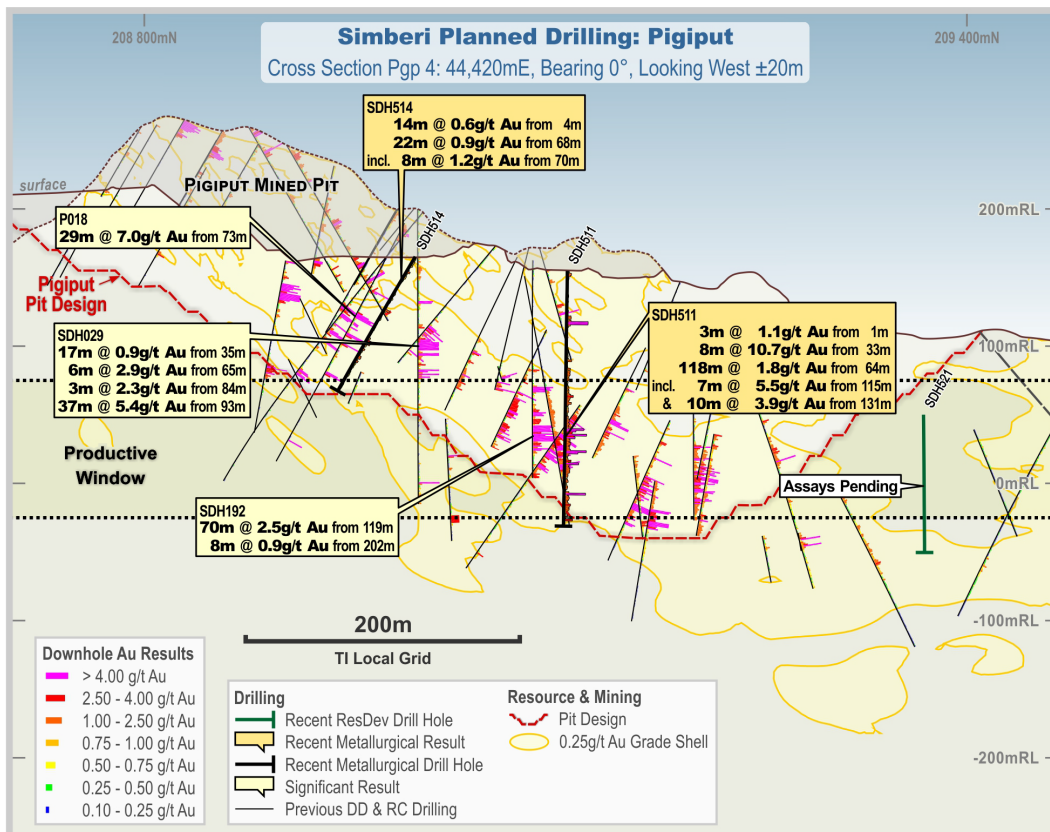 208 800mN
209 400mN
Simberi Planned Drilling: Pigiput
Cross Section Pgp 4: 44,420mE, Bearing 0°, Looking West ±20m
SDH514
14m @ 0.6g/t Au from 4m
22m @ 0.9g/t Au from 68m
incl. 8m @ 1.2g/t Au from 70m
surface
PIGIPUT MINED PIT
200mRL
P018
29m @ 7.0g/t Au from 73m
SDH514
SDH511
Pigiput
Pit Design
SDH029
17m @ 0.9g/t Au from 35m
6m @ 2.9g/t Au from 65m
3m @ 2.3g/t Au from 84m
37m @ 5.4g/t Au from 93m
SDH511
3m @ 1.1g/t Au from 1m
8m @ 10.7g/t Au from 33m
118m @ 1.8g/t Au from 64m
incl. 7m @ 5.5g/t Au from 115m
& 10m @ 3.9g/t Au from 131m
100mRL
SDH521
Productive
Window
Assays Pending
0mRL
SDH192
70m @ 2.5g/t Au from 119m
8m @ 0.9g/t Au from 202m
-100mRL
200m
TI Local Grid
Downhole Au Results
> 4.00 g/t Au
2.50 - 4.00 g/t Au
1.00 - 2.50 g/t Au
0.75 - 1.00 g/t Au
0.50 - 0.75 g/t Au
0.25 - 0.50 g/t Au
0.10 - 0.25 g/t Au
Drilling
Recent ResDev Drill Hole
Recent Metallurgical Result
Recent Metallurgical Drill Hole
Significant Result
Previous DD & RC Drilling
Resource & Mining
Pit Design
0.25g/t Au Grade Shell
-200mRL